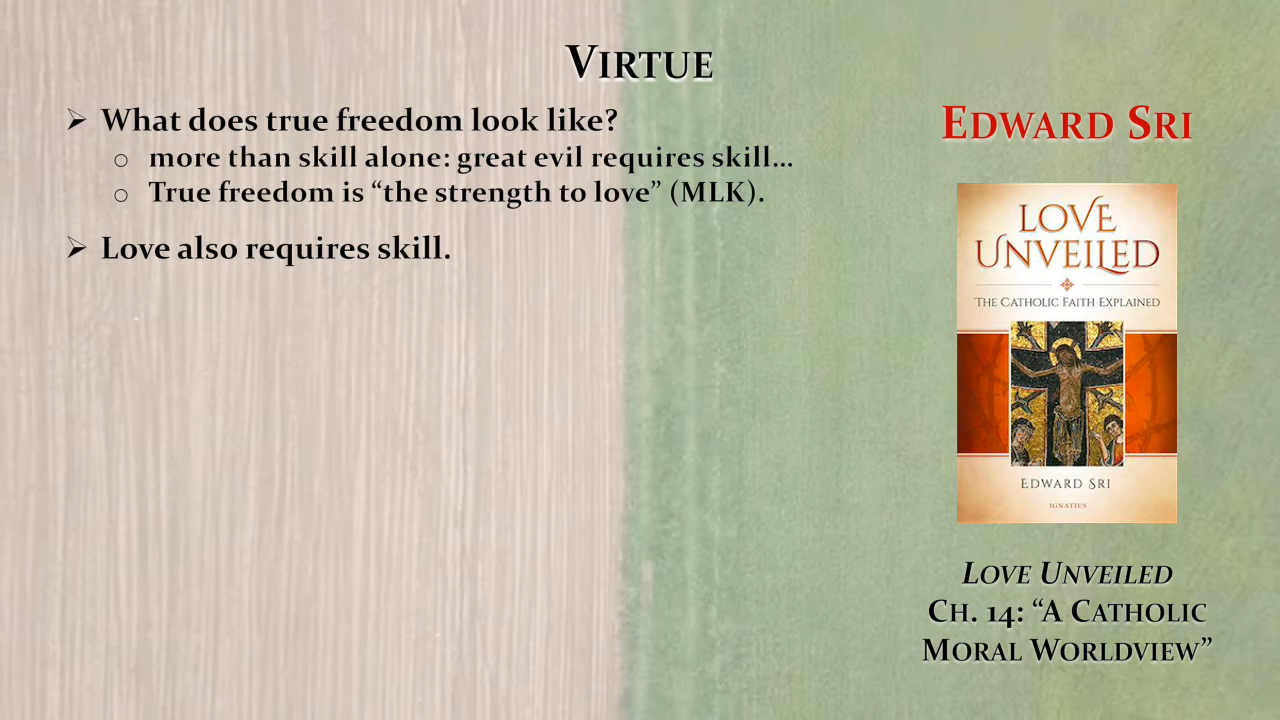 VIRTUE
➢ What does true freedom look like?
o more than skill alone: great evil requires skill…
o True freedom is “the strength to love” (MLK).
➢ Love also requires skill.
EDWARD SRI
LOVE
UNVEILED
THE CATHOLIC FAITH EXPLAINED
EDWARD SRI
IGNATIUS
LOVE UNVEILED
CH. 14: “A CATHOLIC
MORAL WORLDVIEW”